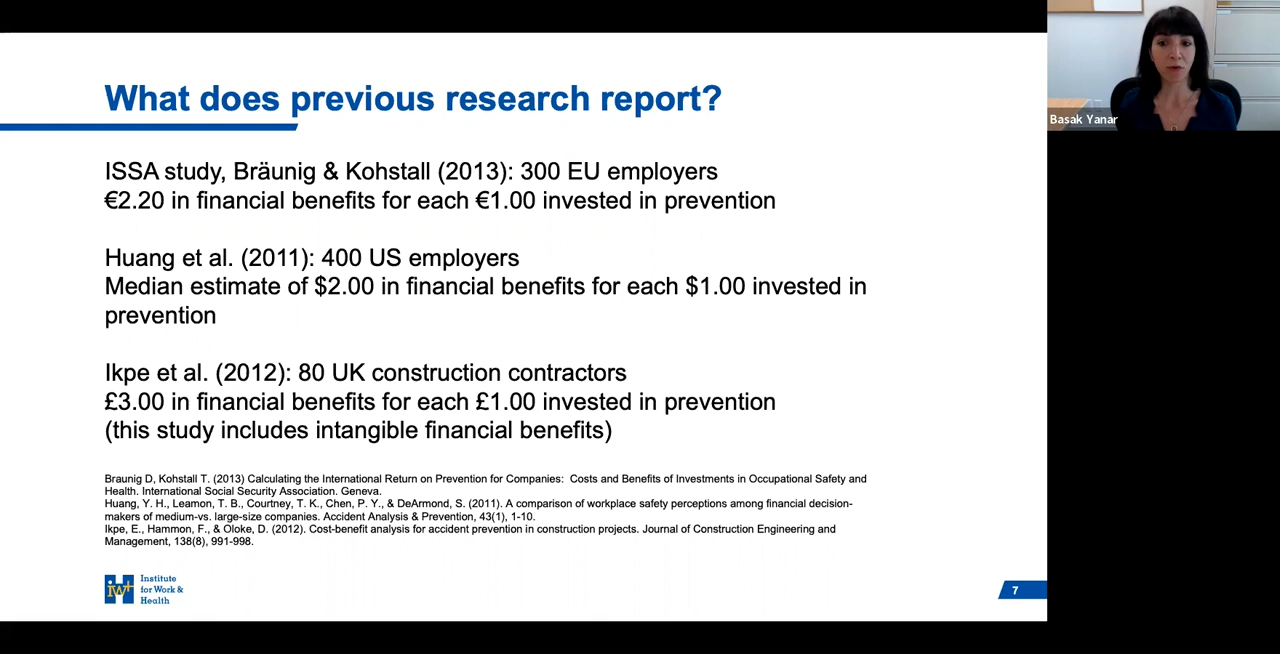 What does previous research report?
Basak Yanar
ISSA study, Bräunig & Kohstall (2013): 300 EU employers
€2.20 in financial benefits for each €1.00 invested in prevention
Huang et al. (2011): 400 US employers
Median estimate of $2.00 in financial benefits for each $1.00 invested in
prevention
Ikpe et al. (2012): 80 UK construction contractors
£3.00 in financial benefits for each £1.00 invested in prevention
(this study includes intangible financial benefits)
Braunig D, Kohstall T. (2013) Calculating the International Return on Prevention for Companies: Costs and Benefits of Investments in Occupational Safety and
Health. International Social Security Association. Geneva.
Huang, Y. H., Leamon, T. B., Courtney, T. K., Chen, P. Y., & DeArmond, S. (2011). A comparison of workplace safety perceptions among financial decision-
makers of medium-vs. large-size companies. Accident Analysis & Prevention, 43(1), 1-10.
Ikpe, E., Hammon, F., & Oloke, D. (2012). Cost-benefit analysis for accident prevention in construction projects. Journal of Construction Engineering and
Management, 138(8), 991-998.
iw+
Institute
for Work &
Health
7